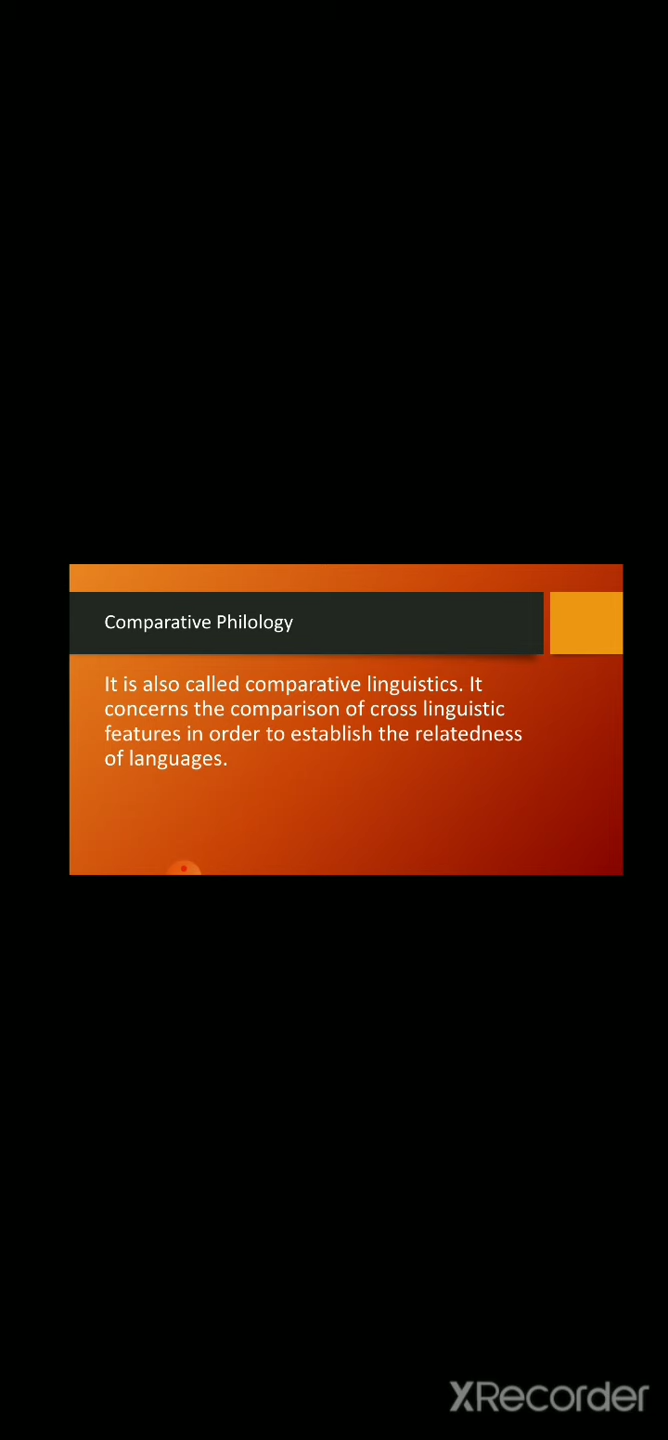 Comparative Philology
It is also called comparative linguistics. It
concerns the comparison of cross linguistic
features in order to establish the relatedness
of languages.
XRecorder